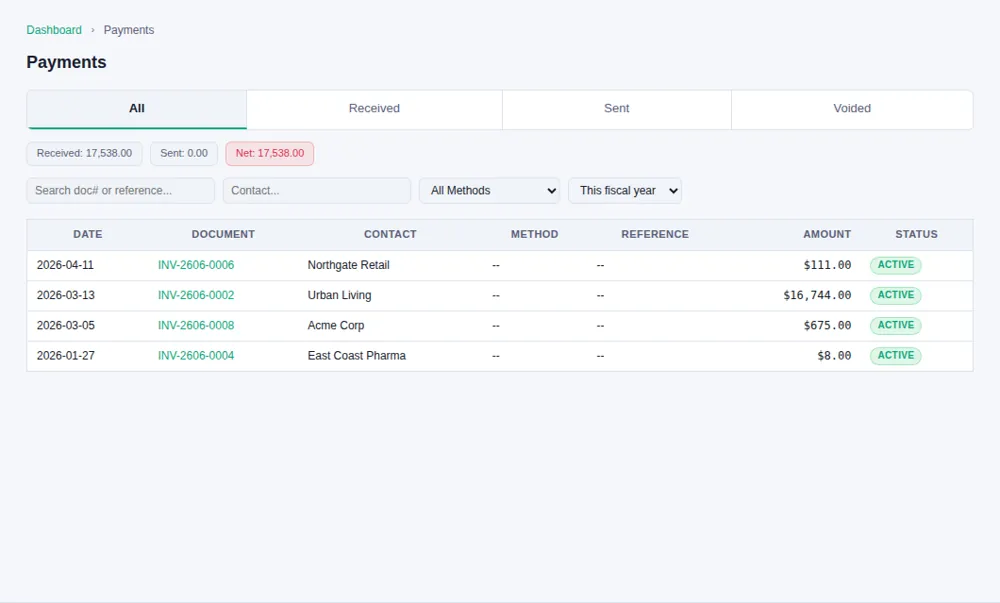 Dashboard › Payments
Payments
All Received Sent Voided
Received: 17,538.00 Sent: 0.00 Net: 17,538.00
Search doc# or reference... Contact... All Methods This fiscal year
DATE DOCUMENT CONTACT METHOD REFERENCE AMOUNT STATUS
2026-04-11 INV-2606-0006 Northgate Retail -- -- $111.00 ACTIVE
2026-03-13 INV-2606-0002 Urban Living -- -- $16,744.00 ACTIVE
2026-03-05 INV-2606-0008 Acme Corp -- -- $675.00 ACTIVE
2026-01-27 INV-2606-0004 East Coast Pharma -- -- $8.00 ACTIVE